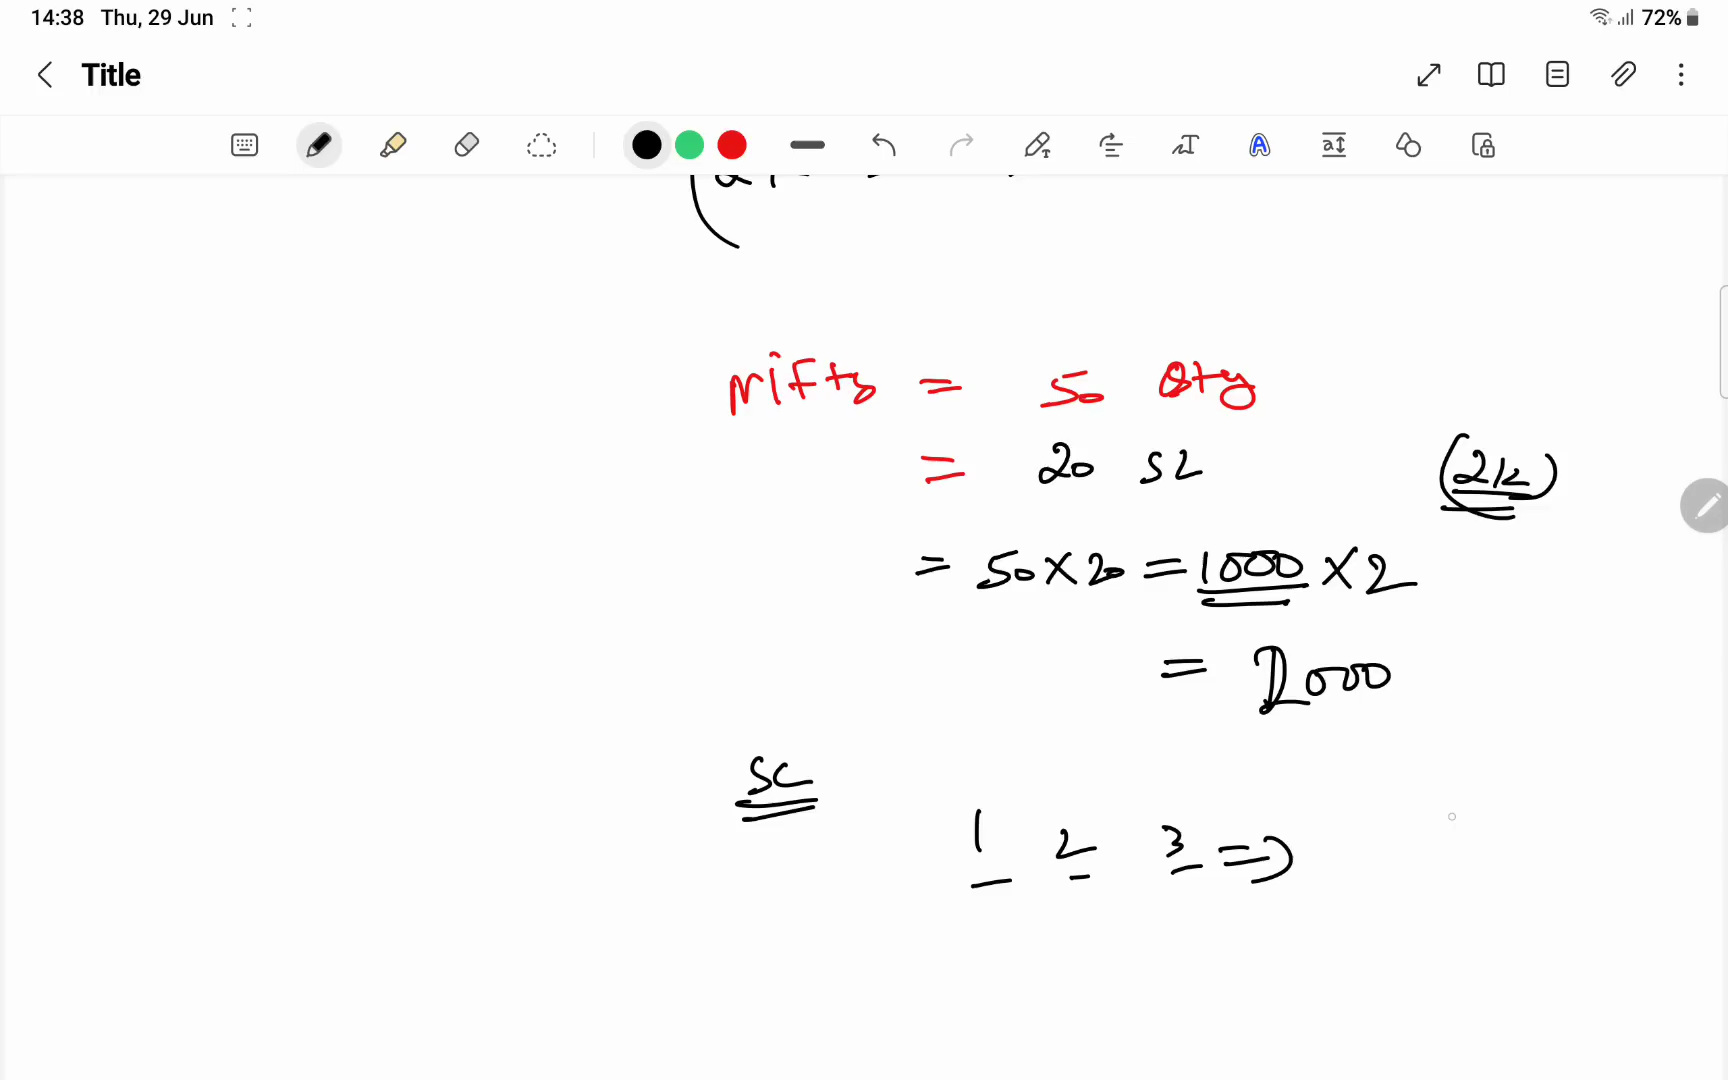 14:38 Thu, 29 Jun 72%
Title
nifty = 50 Qty
= 20 SL (2k)
= 50 × 20 = 1000 × 2
= 2000
SC
1 2 3 =>